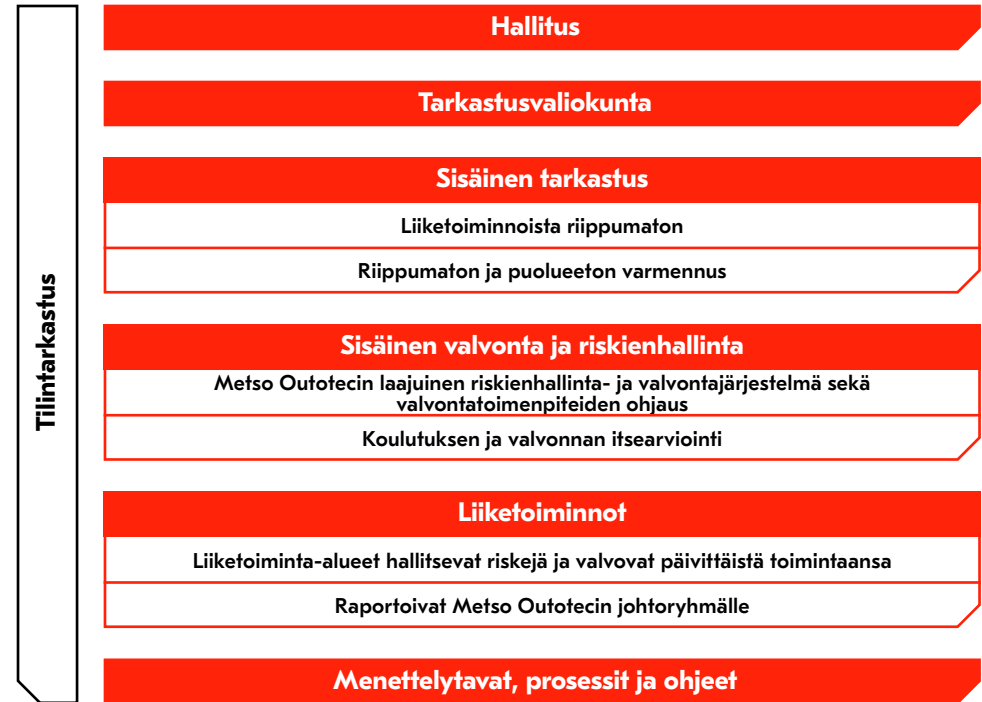 Tilintarkastus
Hallitus
Tarkastusvaliokunta
Sisäinen tarkastus
Liiketoiminnoista riippumaton
Riippumaton ja puolueeton varmennus
Sisäinen valvonta ja riskienhallinta
Metso Outotecin laajuinen riskienhallinta- ja valvontajärjestelmä sekä
valvontatoimenpiteiden ohjaus
Koulutuksen ja valvonnan itsearviointi
Liiketoiminnot
Liiketoiminta-alueet hallitsevat riskejä ja valvovat päivittäistä toimintaansa
Raportoivat Metso Outotecin johtoryhmälle
Menettelytavat, prosessit ja ohjeet